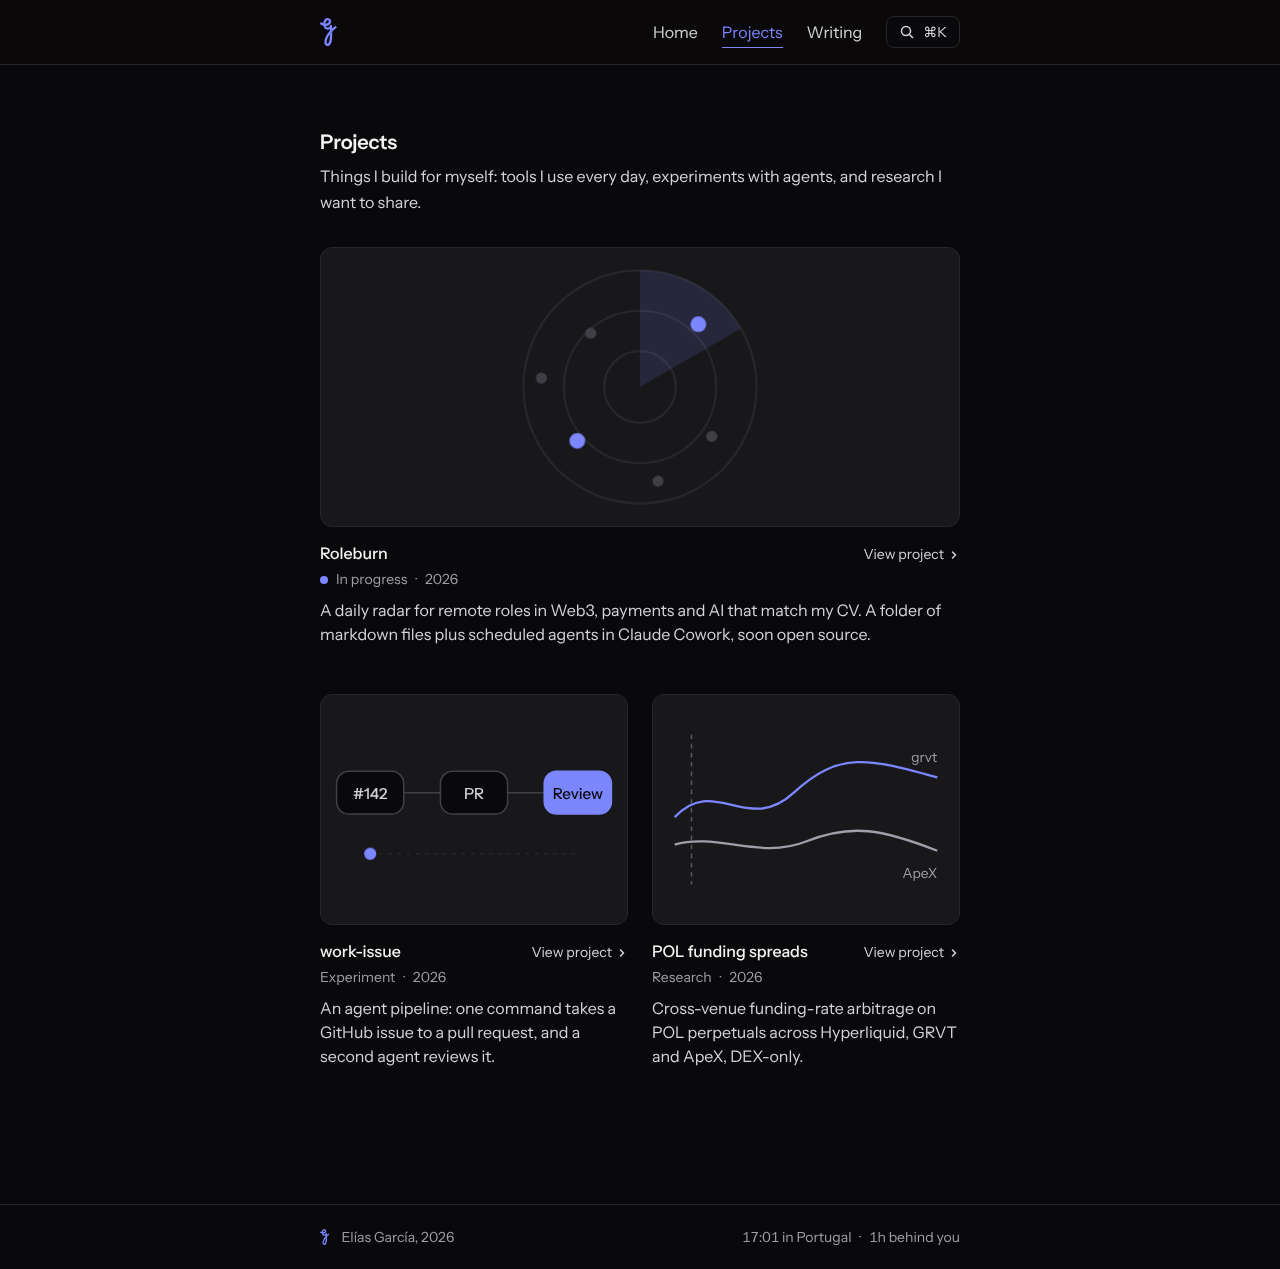 Home Projects Writing ⌘K
Projects
Things I build for myself: tools I use every day, experiments with agents, and research I
want to share.
Roleburn View project
In progress · 2026
A daily radar for remote roles in Web3, payments and AI that match my CV. A folder of
markdown files plus scheduled agents in Claude Cowork, soon open source.
#142 PR Review
grvt
ApeX
work-issue View project
Experiment · 2026
An agent pipeline: one command takes a
GitHub issue to a pull request, and a
second agent reviews it.
POL funding spreads View project
Research · 2026
Cross-venue funding-rate arbitrage on
POL perpetuals across Hyperliquid, GRVT
and ApeX, DEX-only.
Elías García, 2026 17:01 in Portugal · 1h behind you